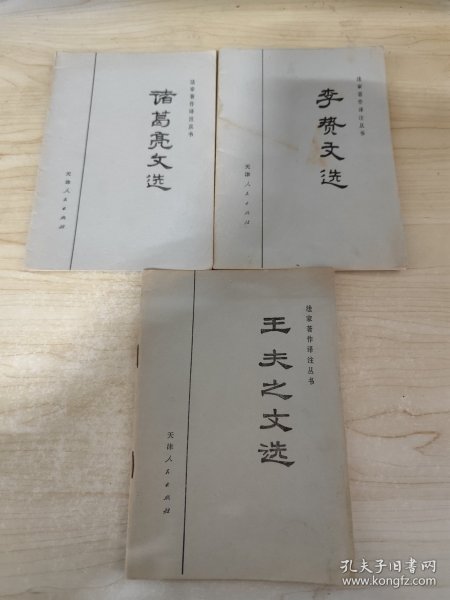 法家著作译注丛书
诸葛亮文选
天津人民出版社
法家著作译注丛书
李贽文选
天津人民出版社
法家著作译注丛书
王夫之文选
天津人民出版社
孔夫子旧书网
www.kongfz.com